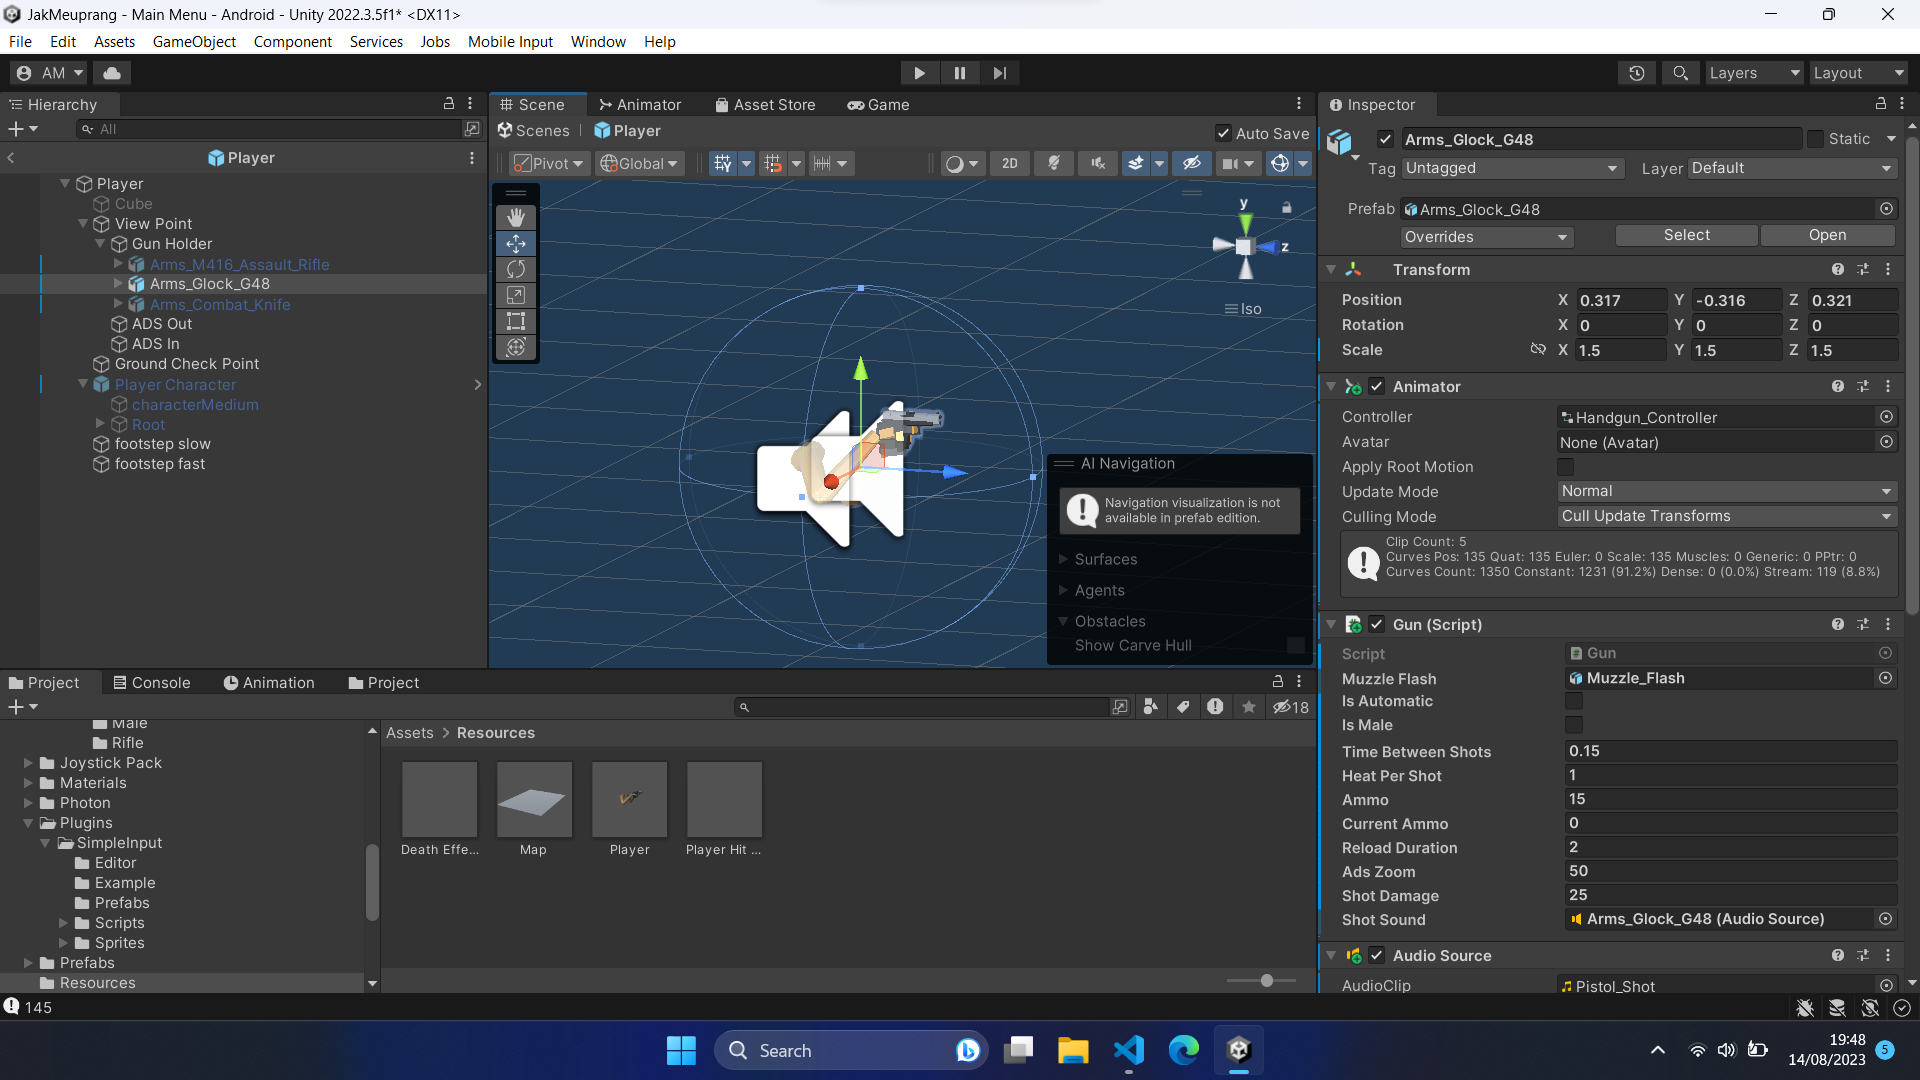 JakMeuprang - Main Menu - Android - Unity 2022.3.5f1* <DX11>
File Edit Assets GameObject Component Services Jobs Mobile Input Window Help
AM
Layers
Layout
Hierarchy
All
Player
Player
Cube
View Point
Gun Holder
Arms_M416_Assault_Rifle
Arms_Glock_G48
Arms_Combat_Knife
ADS Out
ADS In
Ground Check Point
Player Character
characterMedium
Root
footstep slow
footstep fast
Scene Animator Asset Store Game
Scenes | Player
Auto Save
Pivot Global 2D
y
z
Iso
AI Navigation
Navigation visualization is not
available in prefab edition.
Surfaces
Agents
Obstacles
Show Carve Hull
Inspector
Arms_Glock_G48
Static
Tag Untagged Layer Default
Prefab Arms_Glock_G48
Overrides Select Open
Transform
Position X 0.317 Y -0.316 Z 0.321
Rotation X 0 Y 0 Z 0
Scale X 1.5 Y 1.5 Z 1.5
Animator
Controller Handgun_Controller
Avatar None (Avatar)
Apply Root Motion
Update Mode Normal
Culling Mode Cull Update Transforms
Clip Count: 5
Curves Pos: 135 Quat: 135 Euler: 0 Scale: 135 Muscles: 0 Generic: 0 PPtr: 0
Curves Count: 1350 Constant: 1231 (91.2%) Dense: 0 (0.0%) Stream: 119 (8.8%)
Gun (Script)
Script Gun
Muzzle Flash Muzzle_Flash
Is Automatic
Is Male
Time Between Shots 0.15
Heat Per Shot 1
Ammo 15
Current Ammo 0
Reload Duration 2
Ads Zoom 50
Shot Damage 25
Shot Sound Arms_Glock_G48 (Audio Source)
Audio Source
AudioClip Pistol_Shot
Project Console Animation Project
18
Male
Rifle
Joystick Pack
Materials
Photon
Plugins
SimpleInput
Editor
Example
Prefabs
Scripts
Sprites
Prefabs
Resources
Assets > Resources
Death Effe... Map Player Player Hit ...
145
Search
19:48
14/08/2023
5